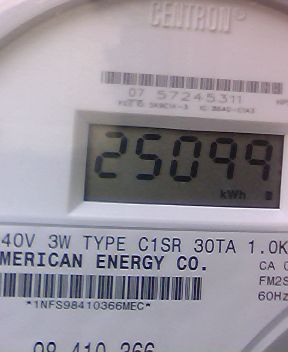 CENTRON®
07 57245311
25099
kWh
40V 3W TYPE C1SR 30TA 1.0K
MERICAN ENERGY CO.
CA 0
FM2S
60Hz
*1NFS98410366MEC*
98 410 366